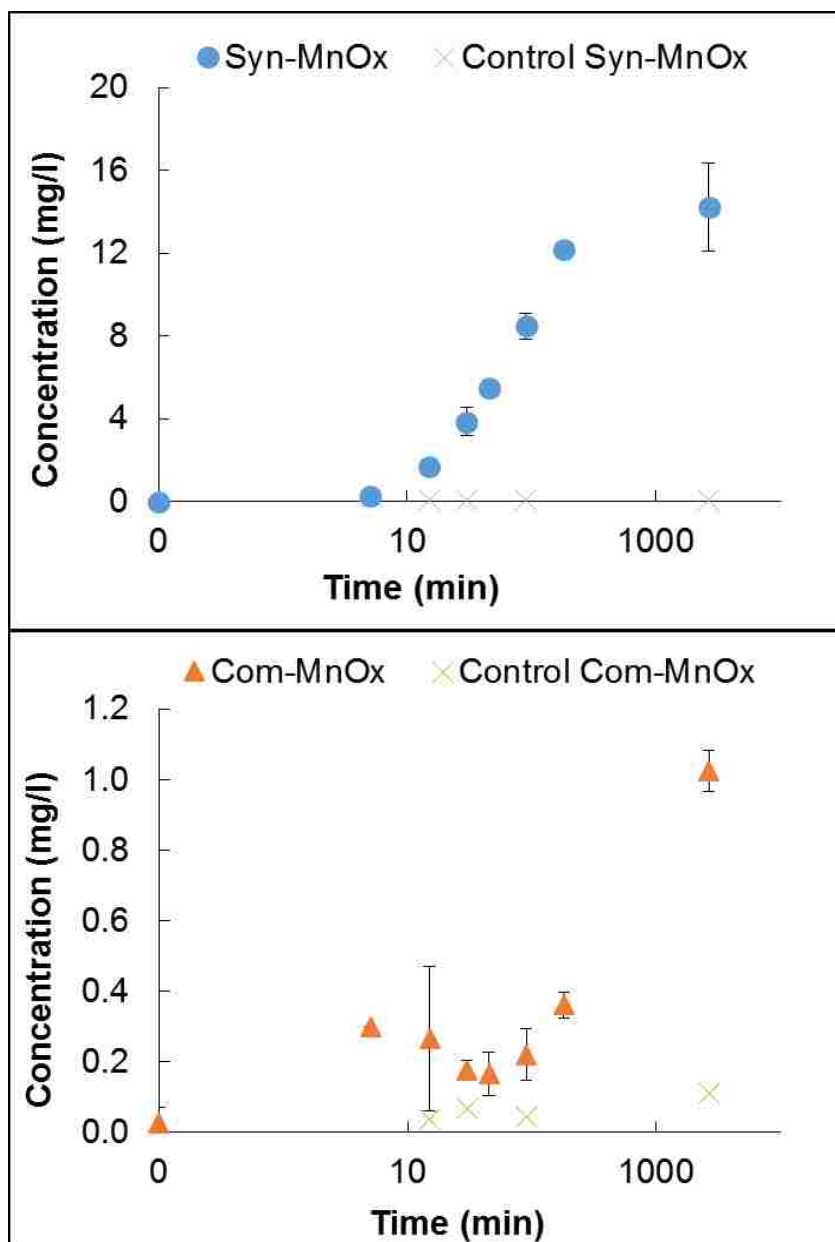 Syn-MnOx Control Syn-MnOx
20
16
12
8
4
0
Concentration (mg/l)
0 10 1000
Time (min)
Com-MnOx Control Com-MnOx
1.2
1.0
0.8
0.6
0.4
0.2
0.0
Concentration (mg/l)
0 10 1000
Time (min)